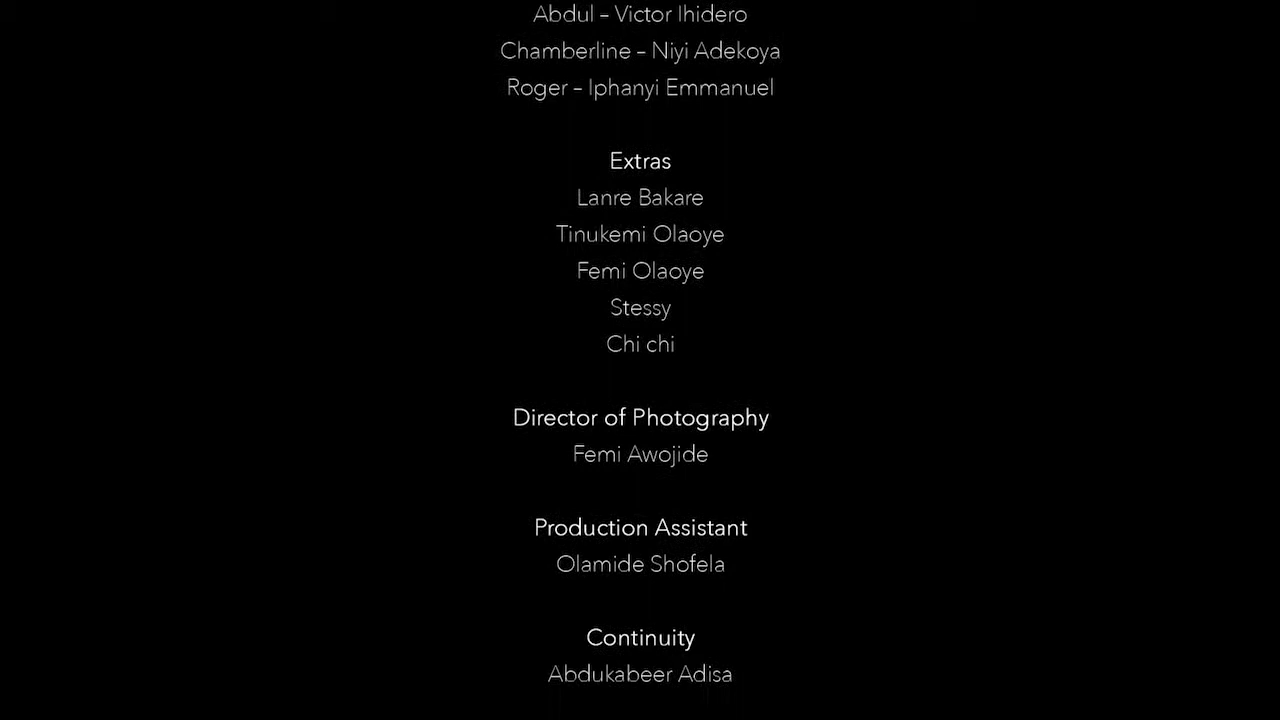 Abdul – Victor Ihidero
Chamberline – Niyi Adekoya
Roger – Iphanyi Emmanuel
Extras
Lanre Bakare
Tinukemi Olaoye
Femi Olaoye
Stessy
Chi chi
Director of Photography
Femi Awojide
Production Assistant
Olamide Shofela
Continuity
Abdukabeer Adisa